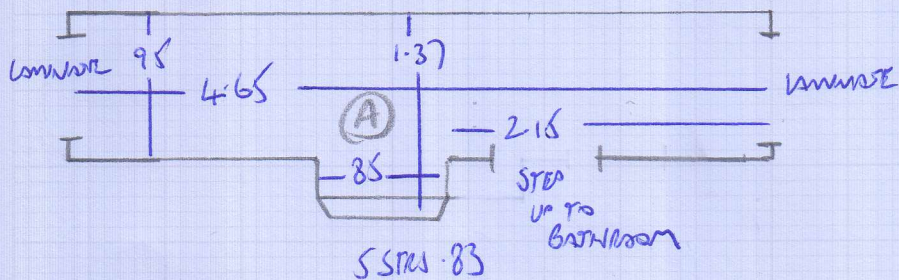 95
1.37
LAMINATE
4.65
LAMINATE
A
2.15
85
STEP
UP TO
BATHROOM
5 STRS .83